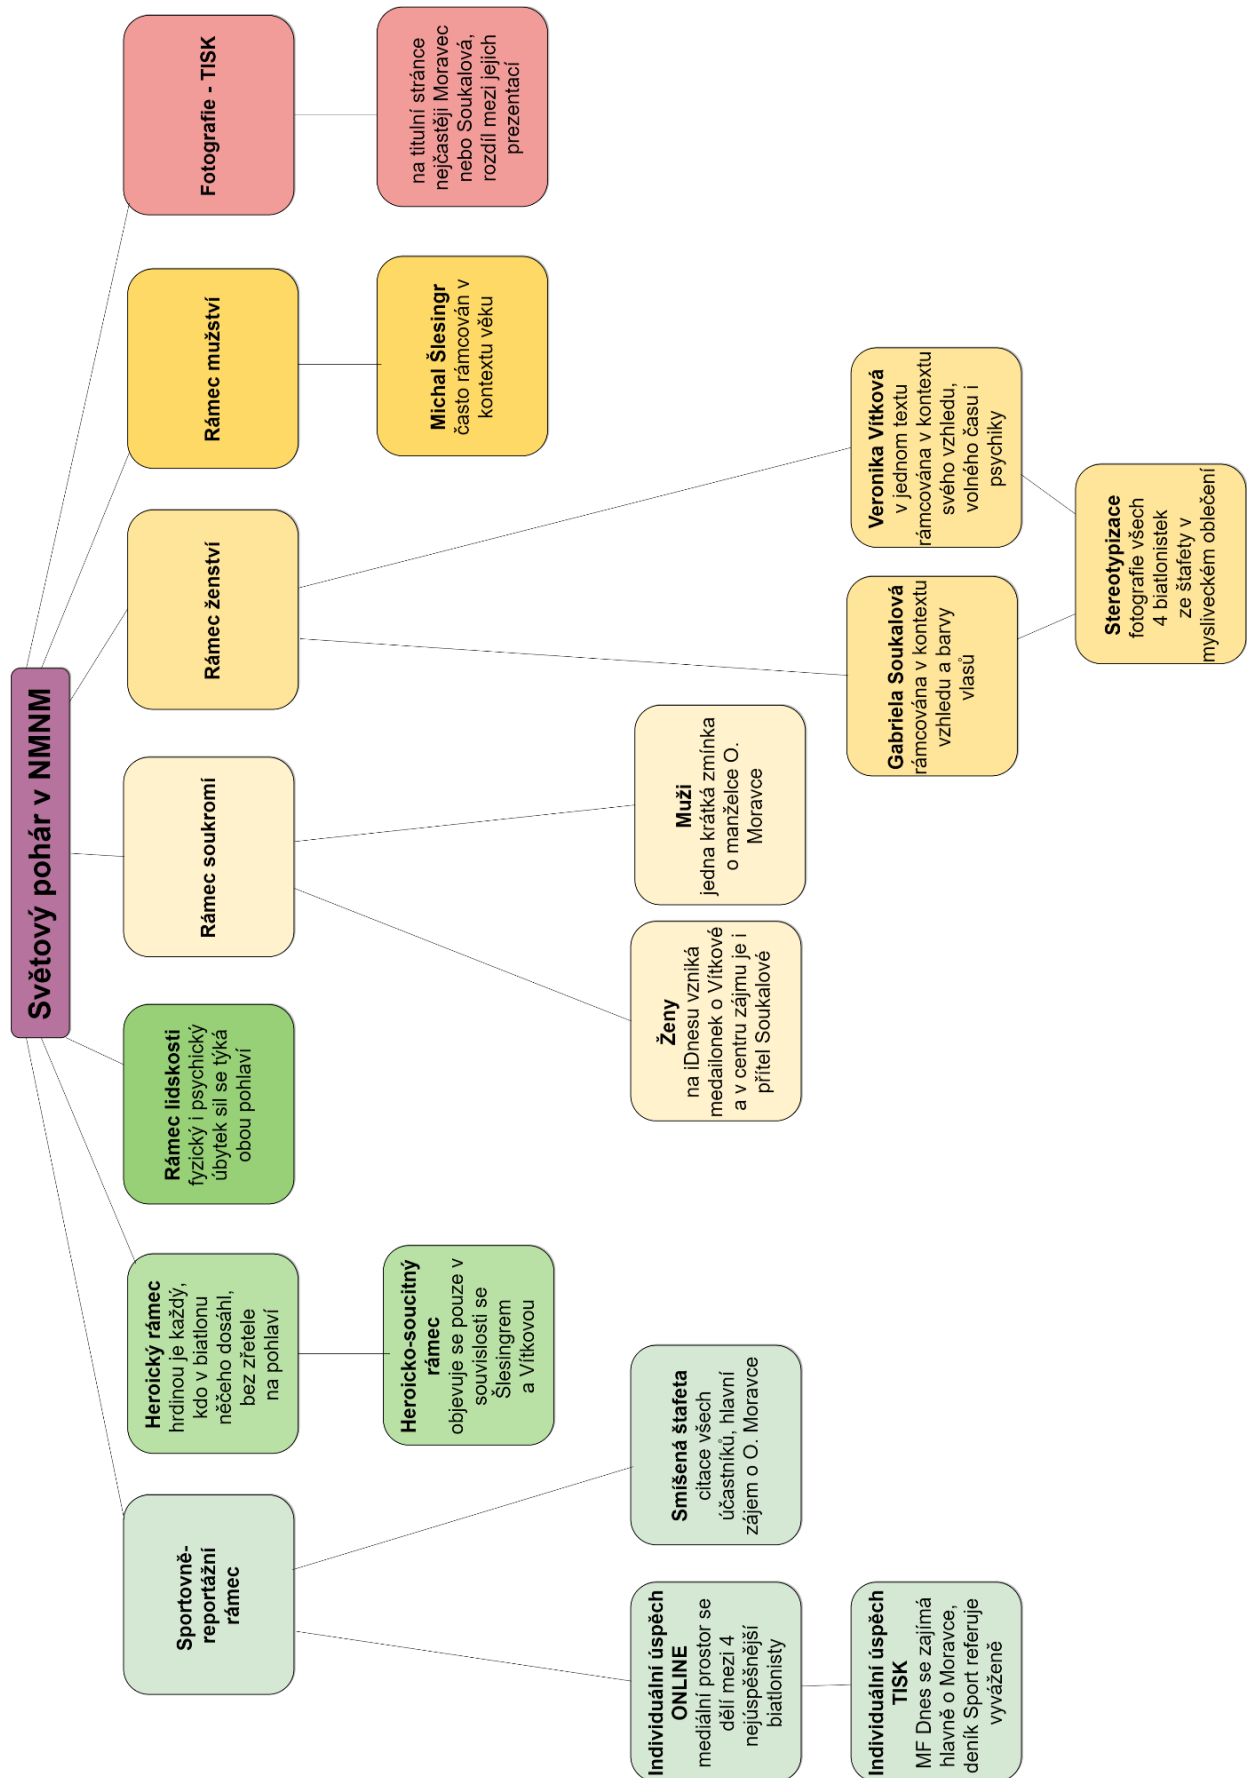 Světový pohár v NMNM
Sportovně-
reportážní
rámec
Heroický rámec
hrdinou je každý,
kdo v biatlonu
něčeho dosáhl,
bez zřetele
na pohlaví
Rámec lidskosti
fyzický i psychický
úbytek sil se týká
obou pohlaví
Rámec soukromí
Rámec ženství
Rámec mužství
Fotografie - TISK
Heroicko-soucitný
rámec
objevuje se pouze v
souvislosti se
Šlesingrem
a Vítkovou
Michal Šlesingr
často rámcován v
kontextu věku
na titulní stránce
nejčastěji Moravec
nebo Soukalová,
rozdíl mezi jejich
prezentací
Individuální úspěch
ONLINE
mediální prostor se
dělí mezi 4
nejúspěšnější
biatlonisty
Smíšená štafeta
citace všech
účastníků, hlavní
zájem o O. Moravce
Ženy
na iDnesu vzniká
medailonek o Vítkové
a v centru zájmu je i
přítel Soukalové
Muži
jedna krátká zmínka
o manželce O.
Moravce
Individuální úspěch
TISK
MF Dnes se zajímá
hlavně o Moravce,
deník Sport referuje
vyváženě
Gabriela Soukalová
rámcována v kontextu
vzhledu a barvy
vlasů
Veronika Vítková
v jednom textu
rámcována v kontextu
svého vzhledu,
volného času i
psychiky
Stereotypizace
fotografie všech
4 biatlonistek
ze štafety v
mysliveckém oblečení